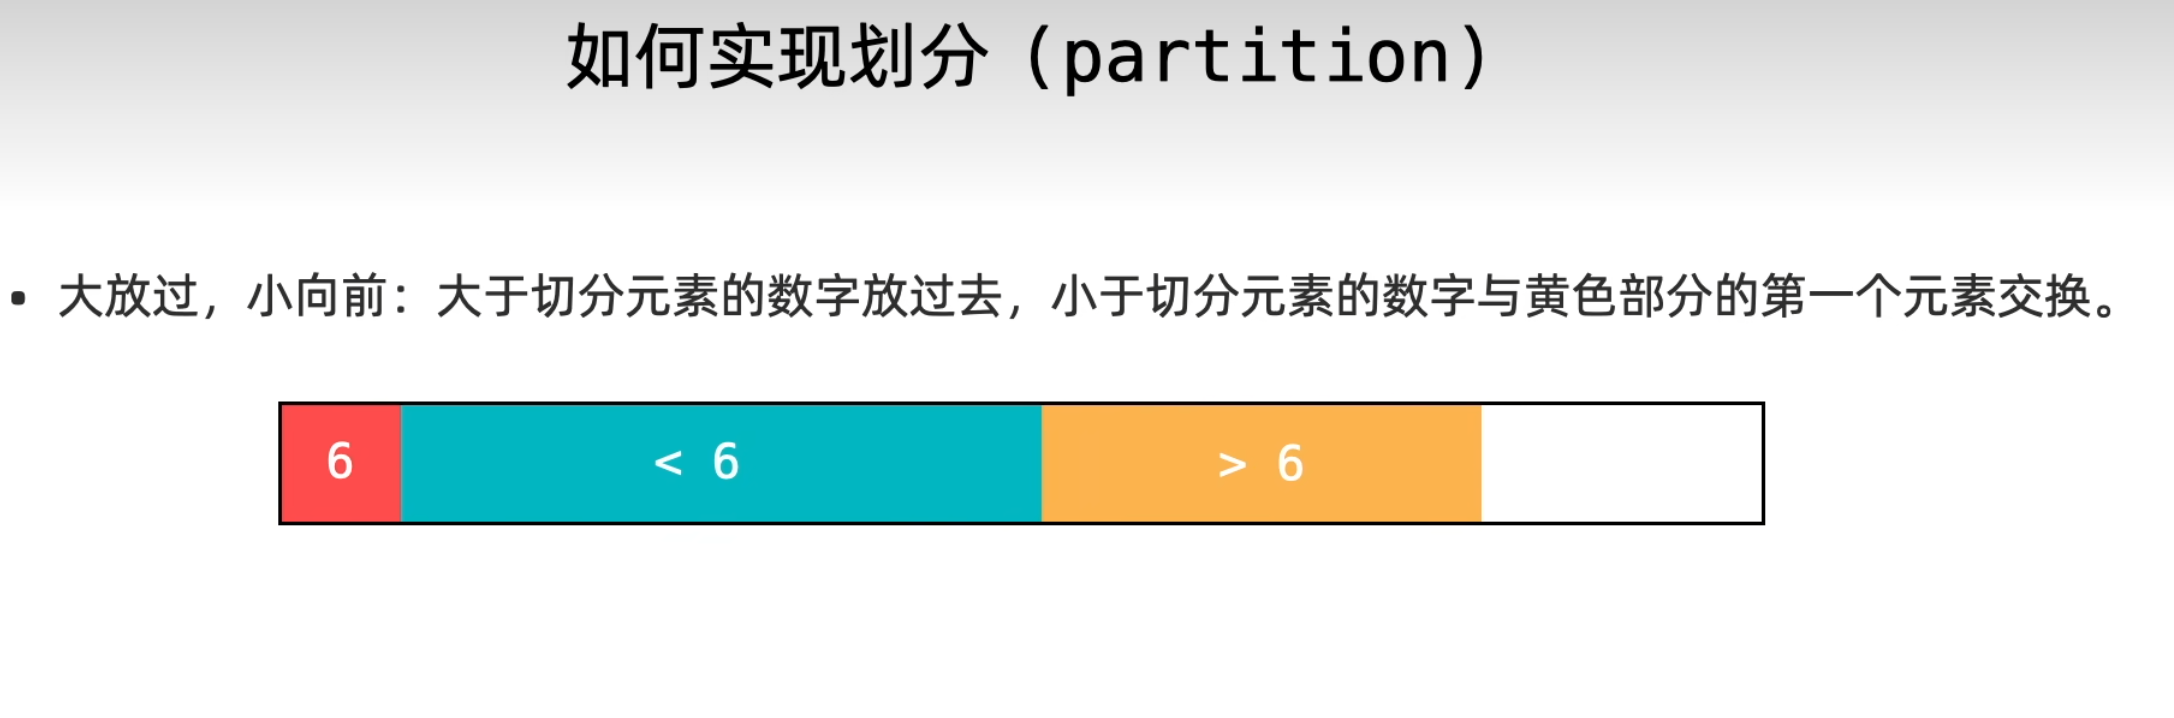 如何实现划分 (partition)
• 大放过，小向前：大于切分元素的数字放过去，小于切分元素的数字与黄色部分的第一个元素交换。
6 < 6 > 6